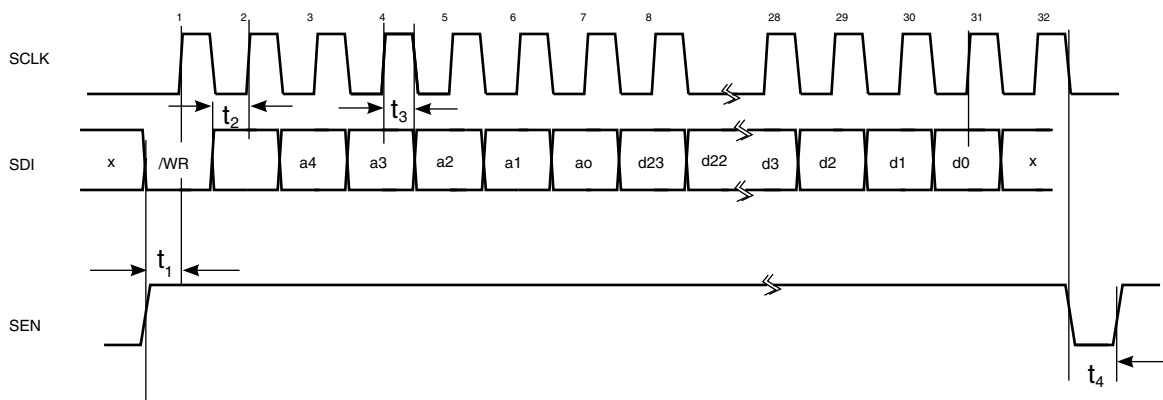 1 2 3 4 5 6 7 8 28 29 30 31 32
SCLK
t2 t3
SDI x /WR a4 a3 a2 a1 ao d23 d22 d3 d2 d1 d0 x
t1
SEN
t4